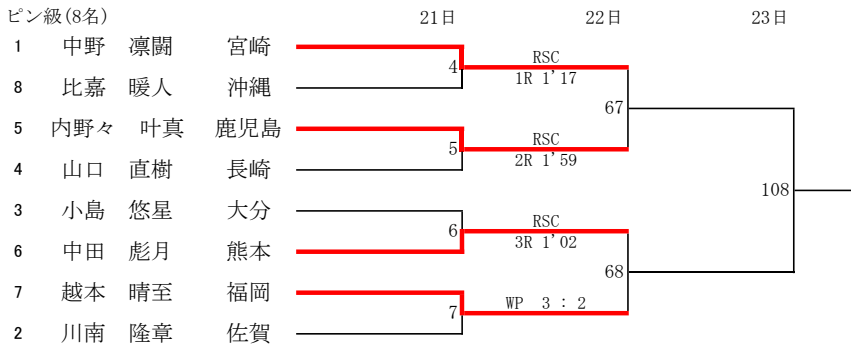 ピン級(8名) 21日 22日 23日
1 中野 凛闘 宮崎
4 RSC
1R 1'17
8 比嘉 暖人 沖縄
67
5 内野々 叶真 鹿児島
5 RSC
2R 1'59
4 山口 直樹 長崎
108
3 小島 悠星 大分
6 RSC
3R 1'02
6 中田 彪月 熊本
68
7 越本 晴至 福岡
7 WP 3 : 2
2 川南 隆章 佐賀